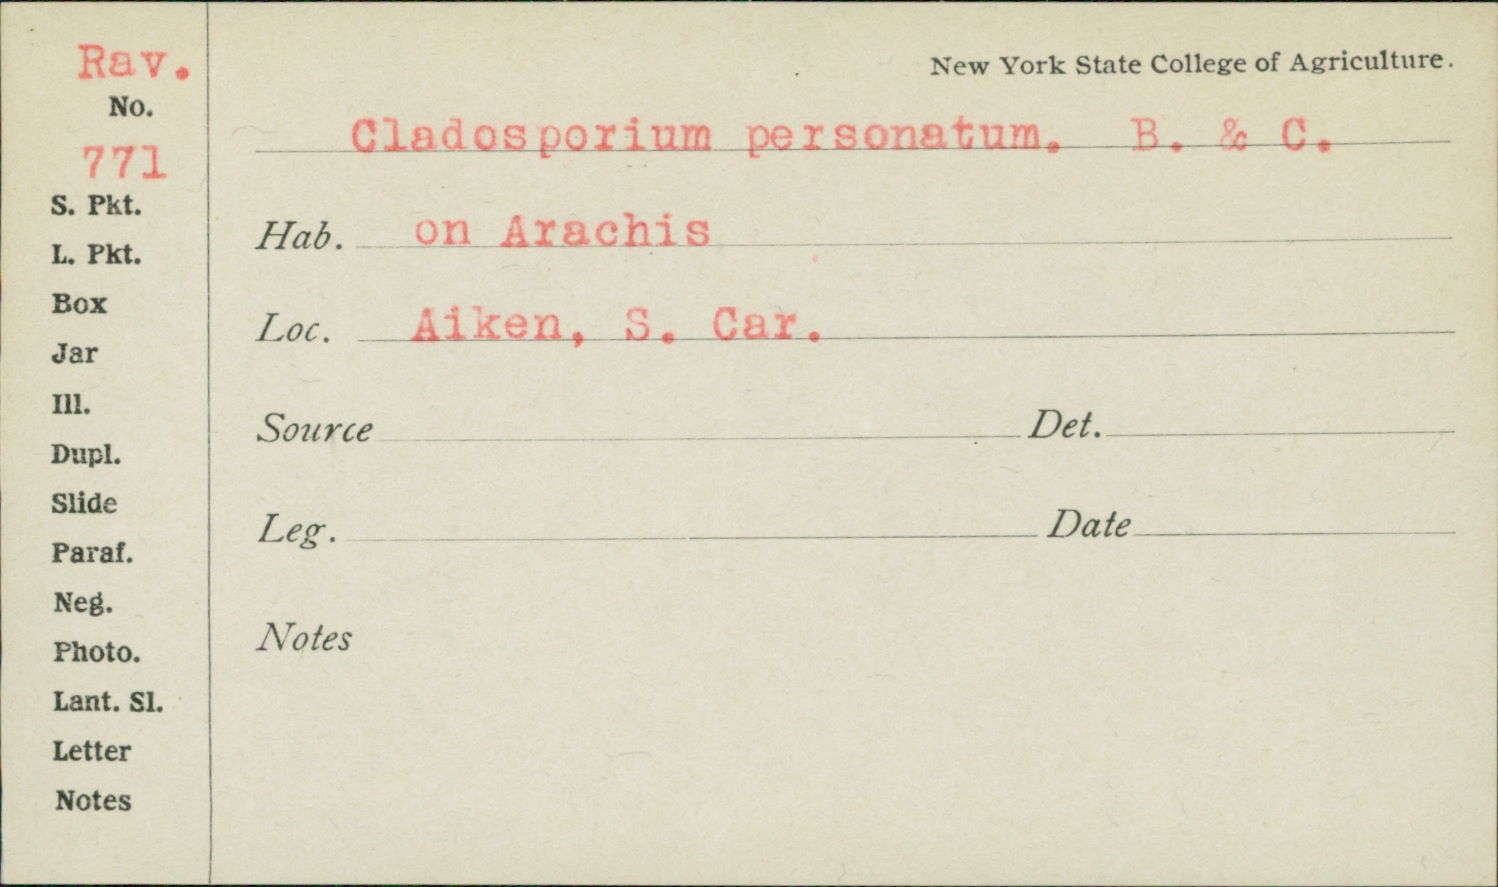 Rav.
No.
771
S. Pkt.
L. Pkt.
Box
Jar
Ill.
Dupl.
Slide
Paraf.
Neg.
Photo.
Lant. Sl.
Letter
Notes
New York State College of Agriculture.
Cladosporium personatum. B. & C.
Hab. on Arachis
Loc. Aiken, S. Car.
Source Det.
Leg. Date
Notes